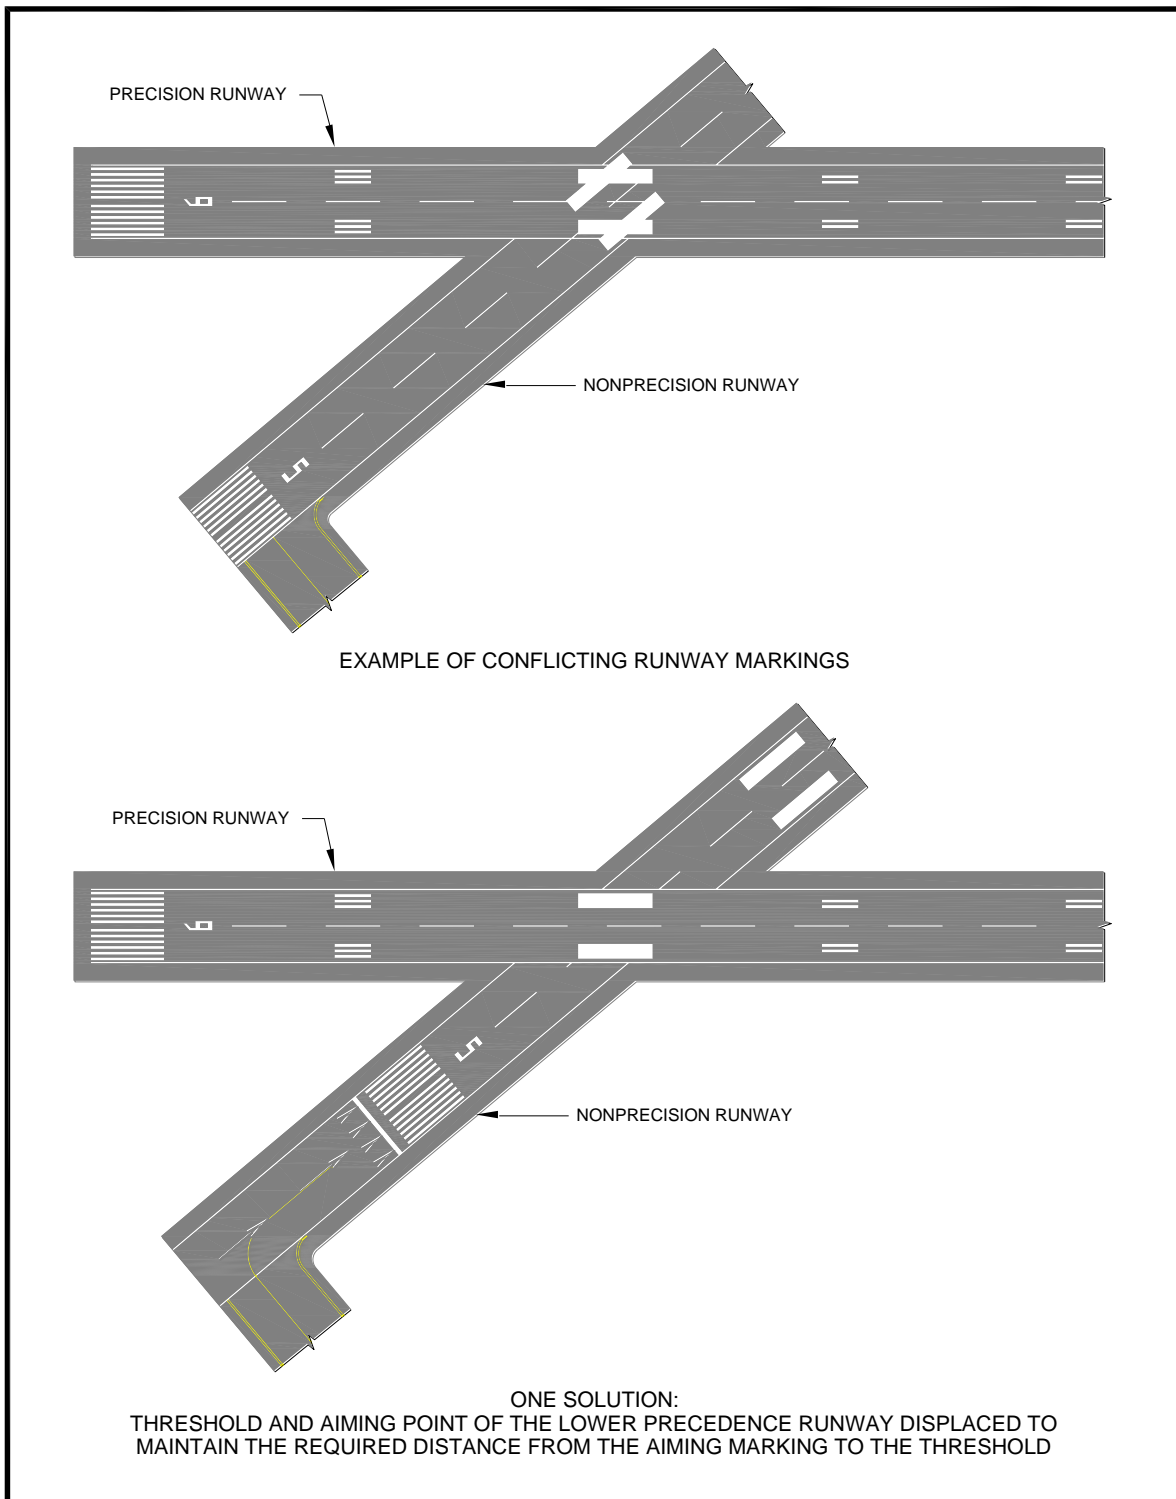 PRECISION RUNWAY
9
NONPRECISION RUNWAY
5
EXAMPLE OF CONFLICTING RUNWAY MARKINGS
PRECISION RUNWAY
9
5
NONPRECISION RUNWAY
ONE SOLUTION:
THRESHOLD AND AIMING POINT OF THE LOWER PRECEDENCE RUNWAY DISPLACED TO
MAINTAIN THE REQUIRED DISTANCE FROM THE AIMING MARKING TO THE THRESHOLD